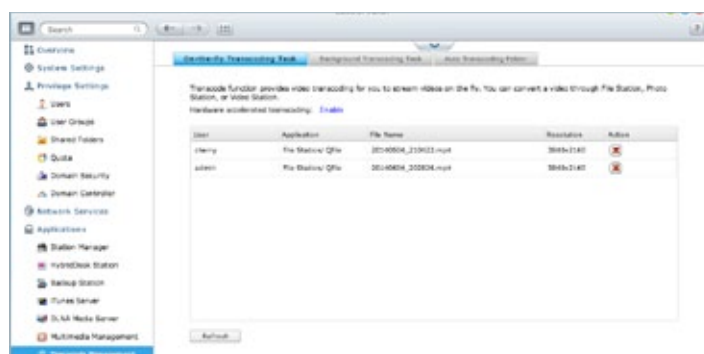 Search
Overview
System Settings
Privilege Settings
Users
User Groups
Shared Folders
Quota
Domain Security
Domain Controller
Network Services
Applications
Station Manager
HybridDesk Station
Backup Station
iTunes Server
DLNA Media Server
Multimedia Management
On-the-fly Transcoding Task
Background Transcoding Task
Auto Transcoding Folder
Transcode function provides video transcoding for you to stream videos on the fly. You can convert a video through File Station, Photo
Station, or Video Station.
Hardware accelerated transcoding: Enable
User Application File Name Resolution Action
cherry File Station/ Qfile 3840x2160
admin File Station/ Qfile 3840x2160
Refresh